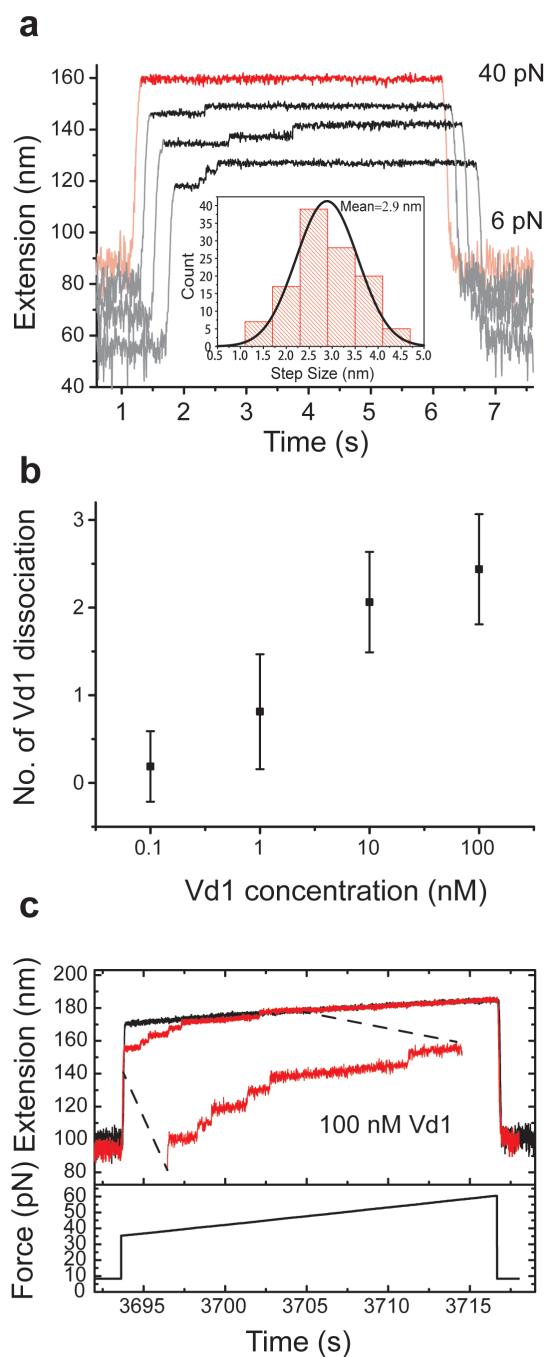 a
160
140
120
100
80
60
40
Extension (nm)
40 pN
6 pN
Mean=2.9 nm
40
35
30
25
20
15
10
5
0
Count
0.5 1.0 1.5 2.0 2.5 3.0 3.5 4.0 4.5 5.0
Step Size (nm)
1 2 3 4 5 6 7
Time (s)
b
3
2
1
0
No. of Vd1 dissociation
0.1 1 10 100
Vd1 concentration (nM)
c
200
180
160
140
120
100
80
Extension (nm)
100 nM Vd1
60
50
40
30
20
10
0
Force (pN)
3695 3700 3705 3710 3715
Time (s)